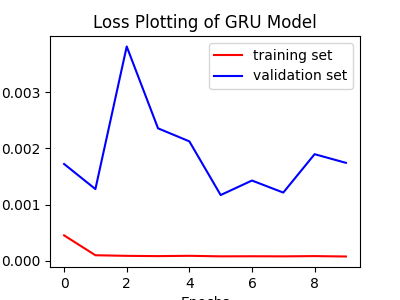 Loss Plotting of GRU Model
training set
validation set
0.003
0.002
0.001
0.000
0 2 4 6 8
Epochs